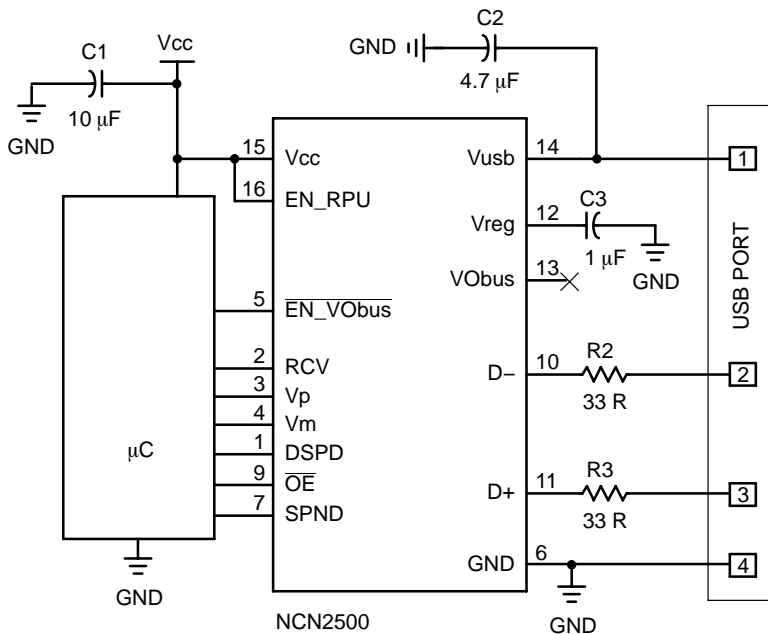 C1
Vcc
10 μF
GND
GND
C2
4.7 μF
15
Vcc
16
EN_RPU
5
EN_VObus
2
RCV
3
Vp
4
Vm
1
DSPD
9
OE
7
SPND
μC
GND
Vusb
14
Vreg
12
C3
1 μF
GND
VObus
13
D−
10
R2
33 R
D+
11
R3
33 R
GND
6
GND
USB PORT
1
2
3
4
NCN2500